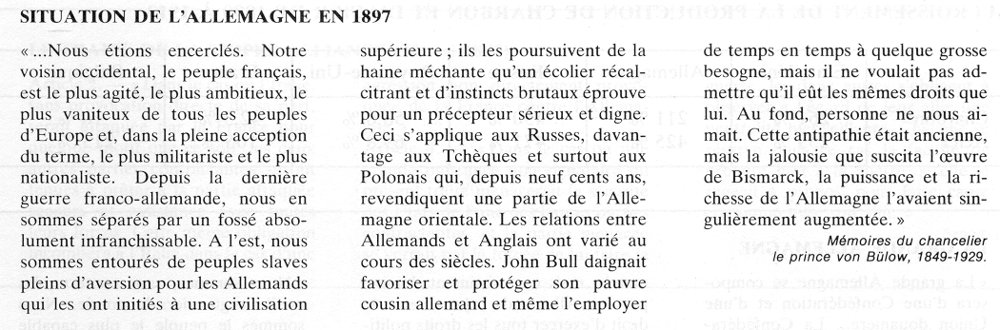 SITUATION DE L'ALLEMAGNE EN 1897
« ...Nous étions encerclés. Notre
voisin occidental, le peuple français,
est le plus agité, le plus ambitieux, le
plus vaniteux de tous les peuples
d'Europe et, dans la pleine acception
du terme, le plus militariste et le plus
nationaliste. Depuis la dernière
guerre franco-allemande, nous en
sommes séparés par un fossé abso-
lument infranchissable. A l'est, nous
sommes entourés de peuples slaves
pleins d'aversion pour les Allemands
qui les ont initiés à une civilisation
supérieure ; ils les poursuivent de la
haine méchante qu'un écolier récal-
citrant et d'instincts brutaux éprouve
pour un précepteur sérieux et digne.
Ceci s'applique aux Russes, davan-
tage aux Tchèques et surtout aux
Polonais qui, depuis neuf cents ans,
revendiquent une partie de l'Alle-
magne orientale. Les relations entre
Allemands et Anglais ont varié au
cours des siècles. John Bull daignait
favoriser et protéger son pauvre
cousin allemand et même l'employer
de temps en temps à quelque grosse
besogne, mais il ne voulait pas ad-
mettre qu'il eût les mêmes droits que
lui. Au fond, personne ne nous ai-
mait. Cette antipathie était ancienne,
mais la jalousie que suscita l'œuvre
de Bismarck, la puissance et la ri-
chesse de l'Allemagne l'avaient sin-
gulièrement augmentée. »
Mémoires du chancelier
le prince von Bülow, 1849-1929.